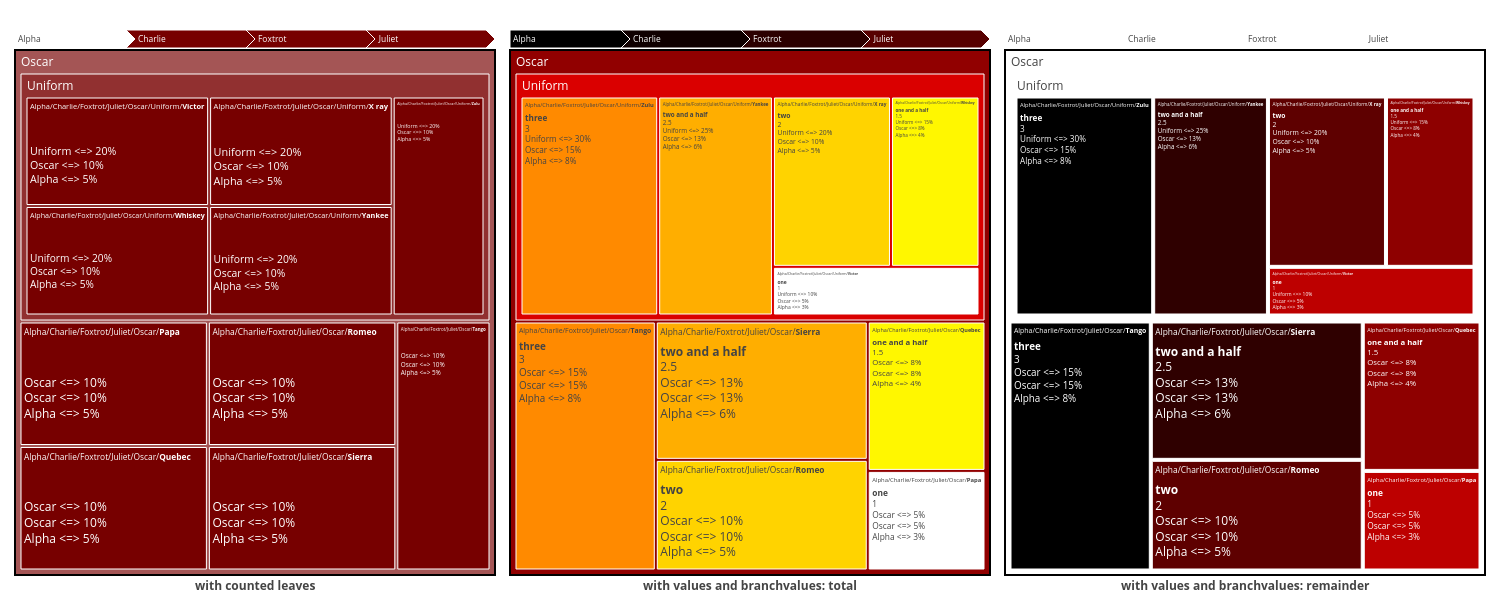 Alpha
Charlie
Foxtrot
Juliet
Oscar
Uniform
Alpha/Charlie/Foxtrot/Juliet/Oscar/Uniform/Victor
Uniform <=> 20%
Oscar <=> 10%
Alpha <=> 5%
Alpha/Charlie/Foxtrot/Juliet/Oscar/Uniform/X ray
Uniform <=> 20%
Oscar <=> 10%
Alpha <=> 5%
Alpha/Charlie/Foxtrot/Juliet/Oscar/Uniform/Zulu
Uniform <=> 20%
Oscar <=> 10%
Alpha <=> 5%
Alpha/Charlie/Foxtrot/Juliet/Oscar/Uniform/Whiskey
Uniform <=> 20%
Oscar <=> 10%
Alpha <=> 5%
Alpha/Charlie/Foxtrot/Juliet/Oscar/Uniform/Yankee
Uniform <=> 20%
Oscar <=> 10%
Alpha <=> 5%
Alpha/Charlie/Foxtrot/Juliet/Oscar/Papa
Oscar <=> 10%
Oscar <=> 10%
Alpha <=> 5%
Alpha/Charlie/Foxtrot/Juliet/Oscar/Romeo
Oscar <=> 10%
Oscar <=> 10%
Alpha <=> 5%
Alpha/Charlie/Foxtrot/Juliet/Oscar/Tango
Oscar <=> 10%
Oscar <=> 10%
Alpha <=> 5%
Alpha/Charlie/Foxtrot/Juliet/Oscar/Quebec
Oscar <=> 10%
Oscar <=> 10%
Alpha <=> 5%
Alpha/Charlie/Foxtrot/Juliet/Oscar/Sierra
Oscar <=> 10%
Oscar <=> 10%
Alpha <=> 5%
with counted leaves
Alpha
Charlie
Foxtrot
Juliet
Oscar
Uniform
Alpha/Charlie/Foxtrot/Juliet/Oscar/Uniform/Zulu
three
3
Uniform <=> 30%
Oscar <=> 15%
Alpha <=> 8%
Alpha/Charlie/Foxtrot/Juliet/Oscar/Uniform/Yankee
two and a half
2.5
Uniform <=> 25%
Oscar <=> 13%
Alpha <=> 6%
Alpha/Charlie/Foxtrot/Juliet/Oscar/Uniform/X ray
two
2
Uniform <=> 20%
Oscar <=> 10%
Alpha <=> 5%
Alpha/Charlie/Foxtrot/Juliet/Oscar/Uniform/Whiskey
one and a half
1.5
Uniform <=> 15%
Oscar <=> 8%
Alpha <=> 4%
Alpha/Charlie/Foxtrot/Juliet/Oscar/Uniform/Victor
one
1
Uniform <=> 10%
Oscar <=> 5%
Alpha <=> 3%
Alpha/Charlie/Foxtrot/Juliet/Oscar/Tango
three
3
Oscar <=> 15%
Oscar <=> 15%
Alpha <=> 8%
Alpha/Charlie/Foxtrot/Juliet/Oscar/Sierra
two and a half
2.5
Oscar <=> 13%
Oscar <=> 13%
Alpha <=> 6%
Alpha/Charlie/Foxtrot/Juliet/Oscar/Quebec
one and a half
1.5
Oscar <=> 8%
Oscar <=> 8%
Alpha <=> 4%
Alpha/Charlie/Foxtrot/Juliet/Oscar/Romeo
two
2
Oscar <=> 10%
Oscar <=> 10%
Alpha <=> 5%
Alpha/Charlie/Foxtrot/Juliet/Oscar/Papa
one
1
Oscar <=> 5%
Oscar <=> 5%
Alpha <=> 3%
with values and branchvalues: total
Alpha
Charlie
Foxtrot
Juliet
Oscar
Uniform
Alpha/Charlie/Foxtrot/Juliet/Oscar/Uniform/Zulu
three
3
Uniform <=> 30%
Oscar <=> 15%
Alpha <=> 8%
Alpha/Charlie/Foxtrot/Juliet/Oscar/Uniform/Yankee
two and a half
2.5
Uniform <=> 25%
Oscar <=> 13%
Alpha <=> 6%
Alpha/Charlie/Foxtrot/Juliet/Oscar/Uniform/X ray
two
2
Uniform <=> 20%
Oscar <=> 10%
Alpha <=> 5%
Alpha/Charlie/Foxtrot/Juliet/Oscar/Uniform/Whiskey
one and a half
1.5
Uniform <=> 15%
Oscar <=> 8%
Alpha <=> 4%
Alpha/Charlie/Foxtrot/Juliet/Oscar/Uniform/Victor
one
1
Uniform <=> 10%
Oscar <=> 5%
Alpha <=> 3%
Alpha/Charlie/Foxtrot/Juliet/Oscar/Tango
three
3
Oscar <=> 15%
Oscar <=> 15%
Alpha <=> 8%
Alpha/Charlie/Foxtrot/Juliet/Oscar/Sierra
two and a half
2.5
Oscar <=> 13%
Oscar <=> 13%
Alpha <=> 6%
Alpha/Charlie/Foxtrot/Juliet/Oscar/Quebec
one and a half
1.5
Oscar <=> 8%
Oscar <=> 8%
Alpha <=> 4%
Alpha/Charlie/Foxtrot/Juliet/Oscar/Romeo
two
2
Oscar <=> 10%
Oscar <=> 10%
Alpha <=> 5%
Alpha/Charlie/Foxtrot/Juliet/Oscar/Papa
one
1
Oscar <=> 5%
Oscar <=> 5%
Alpha <=> 3%
with values and branchvalues: remainder